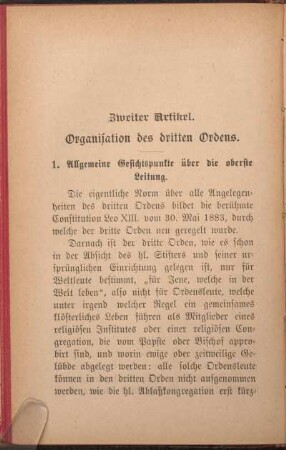 Zweiter Artikel.
Organisation des dritten Ordens.
1. Allgemeine Gesichtspunkte über die oberste
Leitung.
Die eigentliche Norm über alle Angelegen-
heiten des dritten Ordens bildet die berühmte
Constitution Leo XIII. vom 30. Mai 1883, durch
welche der dritte Orden neu geregelt wurde.
Darnach ist der dritte Orden, wie es schon
in der Absicht des hl. Stifters und seiner ur-
sprünglichen Einrichtung gelegen ist, nur für
Weltleute bestimmt, „für Jene, welche in der
Welt leben“, also nicht für Ordensleute, welche
unter irgend welcher Regel ein gemeinsames
klösterliches Leben führen als Mitglieder eines
religiösen Institutes oder einer religiösen Con-
gregation, die vom Papste oder Bischof appro-
birt sind, und worin ewige oder zeitweilige Ge-
lübde abgelegt werden: alle solche Ordensleute
können in den dritten Orden nicht aufgenommen
werden, wie die hl. Ablaßkongregation erst kürz-